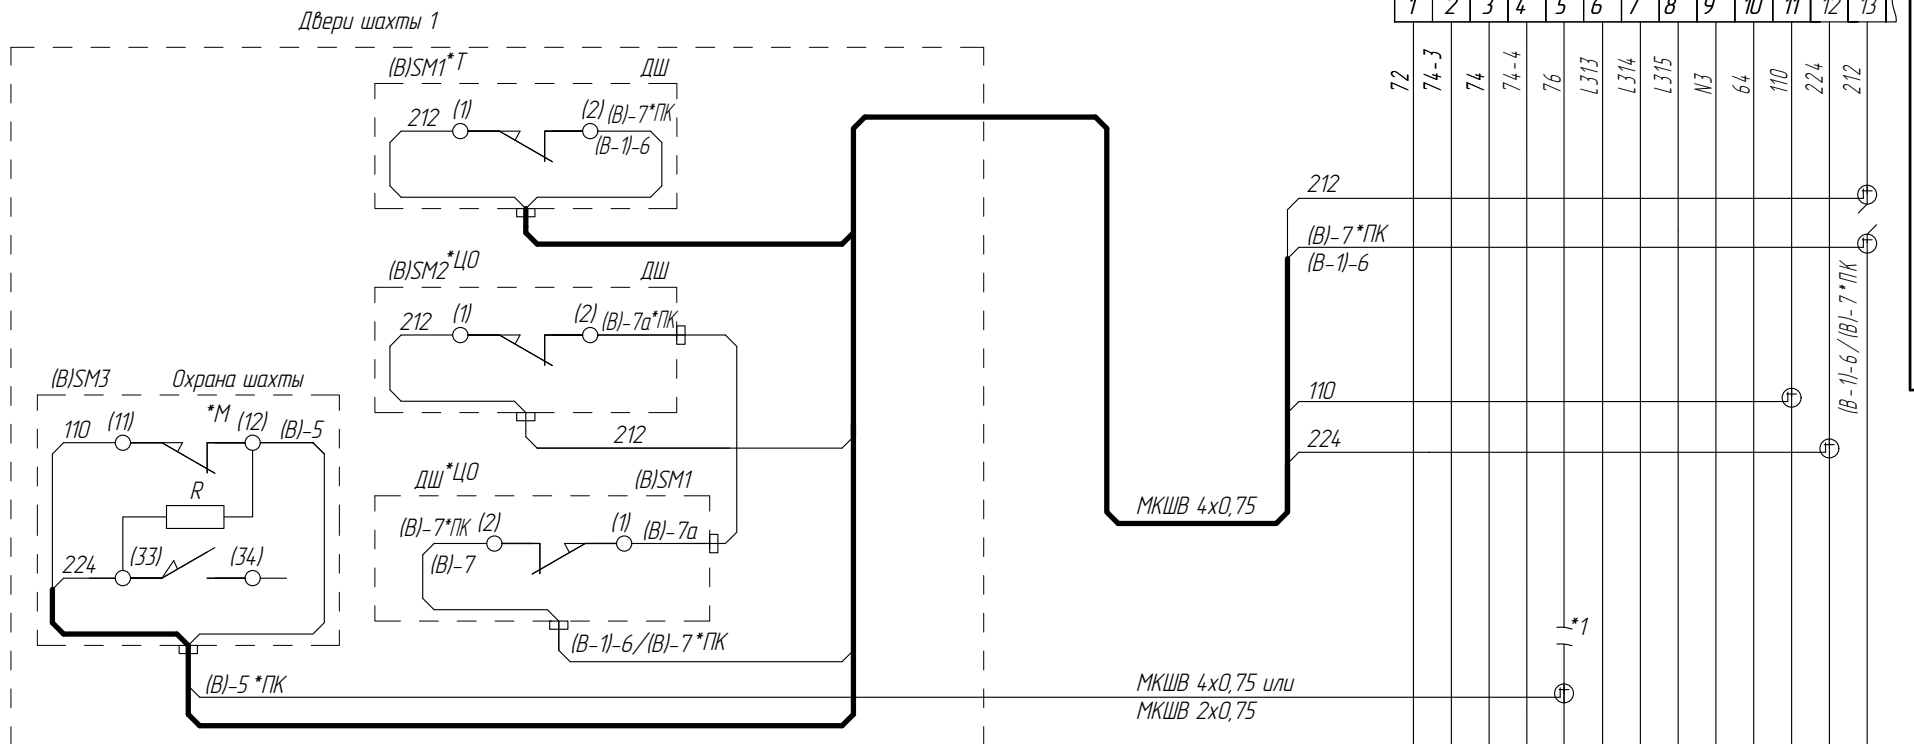 Двери шахты 1
1 2 3 4 5 6 7 8 9 10 11 12 13
72 74-3 74 74-4 76 L313 L314 L315 N3 64 110 224 212
(В)SM1*Т ДШ
212 (1) (2) (В)-7*ПК
(В-1)-6
212
(В)-7*ПК
(В-1)-6
(В)SM2*ЦО ДШ
212 (1) (2) (В)-7а*ПК
(В-1)-6/(В)-7*ПК
(В)SM3 Охрана шахты
*М
110 (11) (12) (В)-5
110
212
224
R
ДШ*ЦО (В)SM1
МКШВ 4х0,75
(В)-7*ПК (2) (1) (В)-7а
(В)-7
224 (33) (34)
*1
(В-1)-6/(В)-7*ПК
(В)-5*ПК
МКШВ 4х0,75 или
МКШВ 2х0,75